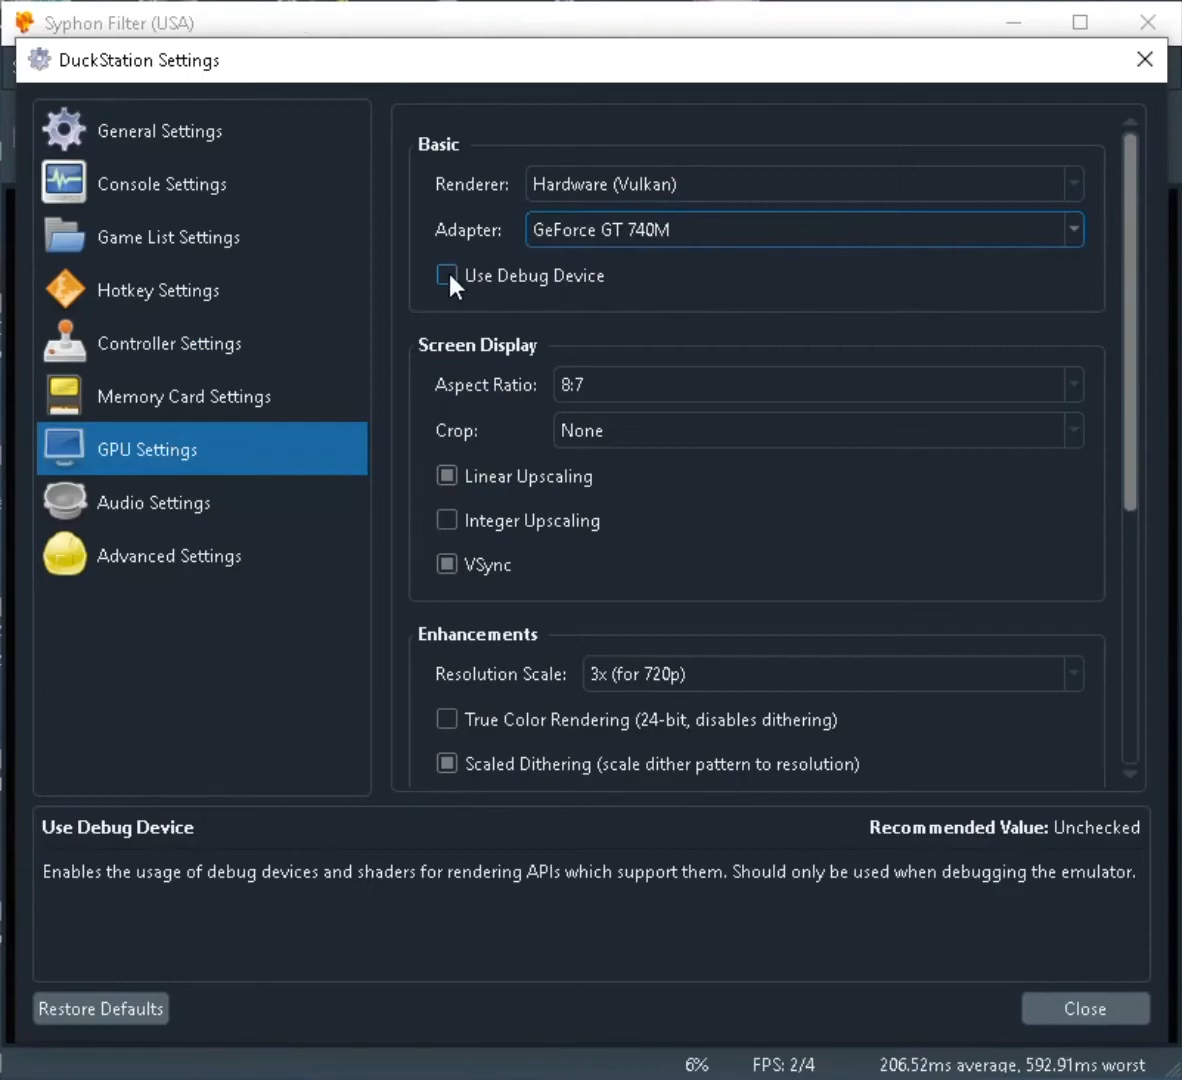 Syphon Filter (USA)
DuckStation Settings
General Settings
Console Settings
Game List Settings
Hotkey Settings
Controller Settings
Memory Card Settings
GPU Settings
Audio Settings
Advanced Settings
Basic
Renderer: Hardware (Vulkan)
Adapter: GeForce GT 740M
Use Debug Device
Screen Display
Aspect Ratio: 8:7
Crop: None
Linear Upscaling
Integer Upscaling
VSync
Enhancements
Resolution Scale: 3x (for 720p)
True Color Rendering (24-bit, disables dithering)
Scaled Dithering (scale dither pattern to resolution)
Use Debug Device Recommended Value: Unchecked
Enables the usage of debug devices and shaders for rendering APIs which support them. Should only be used when debugging the emulator.
Restore Defaults Close
6% FPS: 2/4 206.52ms average, 592.91ms worst